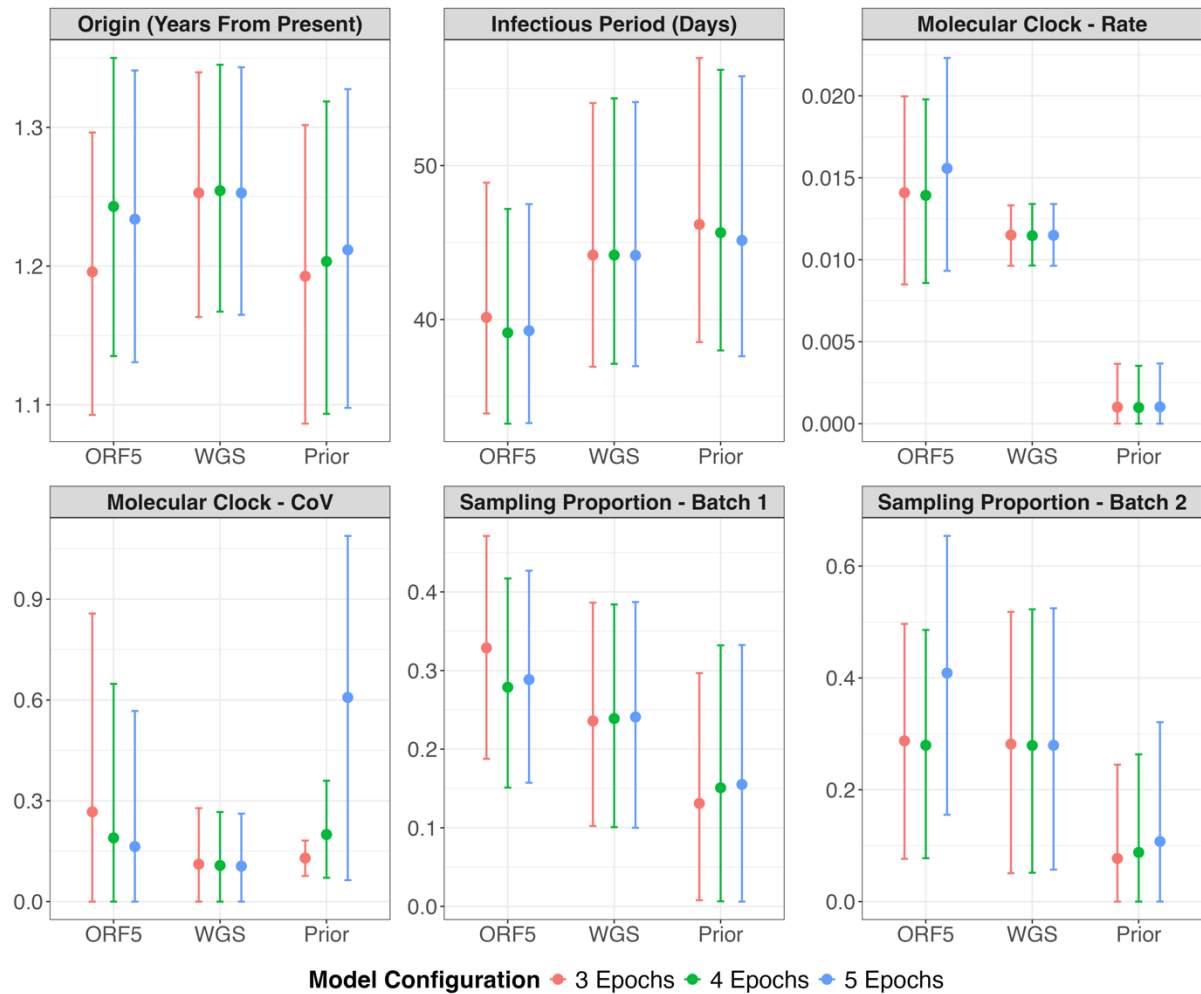 Origin (Years From Present)
1.3
1.2
1.1
ORF5 WGS Prior
Infectious Period (Days)
50
40
ORF5 WGS Prior
Molecular Clock - Rate
0.020
0.015
0.010
0.005
0.000
ORF5 WGS Prior
Molecular Clock - CoV
0.9
0.6
0.3
0.0
ORF5 WGS Prior
Sampling Proportion - Batch 1
0.4
0.3
0.2
0.1
0.0
ORF5 WGS Prior
Sampling Proportion - Batch 2
0.6
0.4
0.2
0.0
ORF5 WGS Prior
Model Configuration 3 Epochs 4 Epochs 5 Epochs